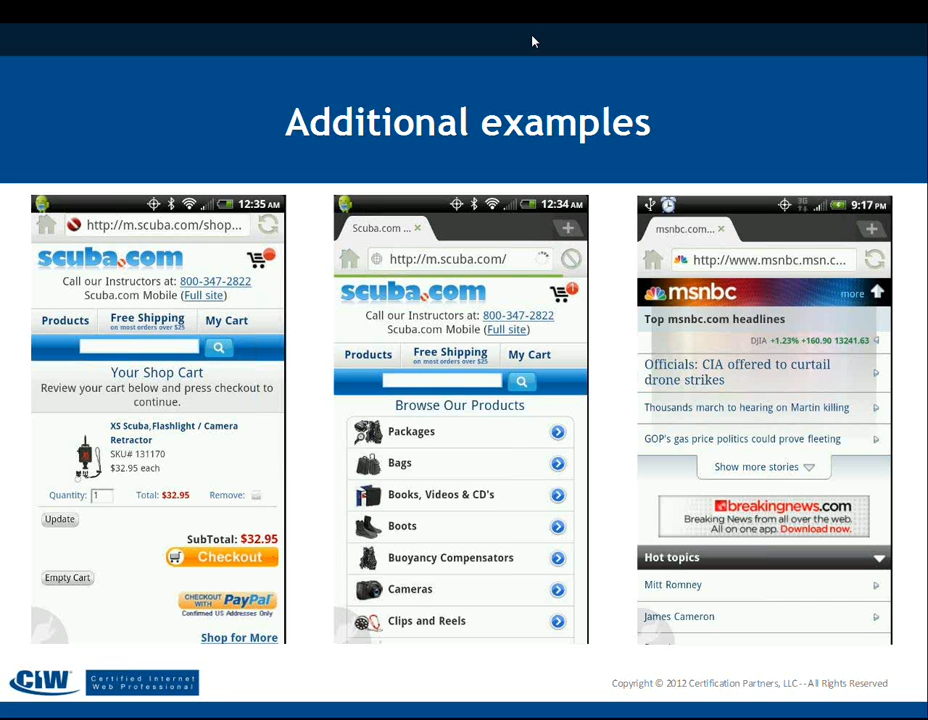 Additional examples
12:35 AM
http://m.scuba.com/shop...
scuba.com
Call our Instructors at: 800-347-2822
Scuba.com Mobile (Full site)
Products
Free Shipping
on most orders over $25
My Cart
Your Shop Cart
Review your cart below and press checkout to
continue.
XS Scuba,Flashlight / Camera
Retractor
SKU# 131170
$32.95 each
Quantity: 1 Total: $32.95 Remove:
Update
SubTotal: $32.95
Checkout
Empty Cart
CHECKOUT WITH PayPal
Confirmed US Addresses Only
Shop for More
12:34 AM
Scuba.com ... ×
http://m.scuba.com/
scuba.com
1
Call our Instructors at: 800-347-2822
Scuba.com Mobile (Full site)
Products
Free Shipping
on most orders over $25
My Cart
Browse Our Products
Packages
Bags
Books, Videos & CD's
Boots
Buoyancy Compensators
Cameras
Clips and Reels
3G 9:17 PM
msnbc.com... ×
http://www.msnbc.msn.c...
msnbc
more
Top msnbc.com headlines
DJIA +1.23% +160.90 13241.63
Officials: CIA offered to curtail
drone strikes
Thousands march to hearing on Martin killing
GOP's gas price politics could prove fleeting
Show more stories
breakingnews.com
Breaking News from all over the web.
All on one app. Download now.
Hot topics
Mitt Romney
James Cameron
CIW
Certified Internet
Web Professional
Copyright © 2012 Certification Partners, LLC -- All Rights Reserved